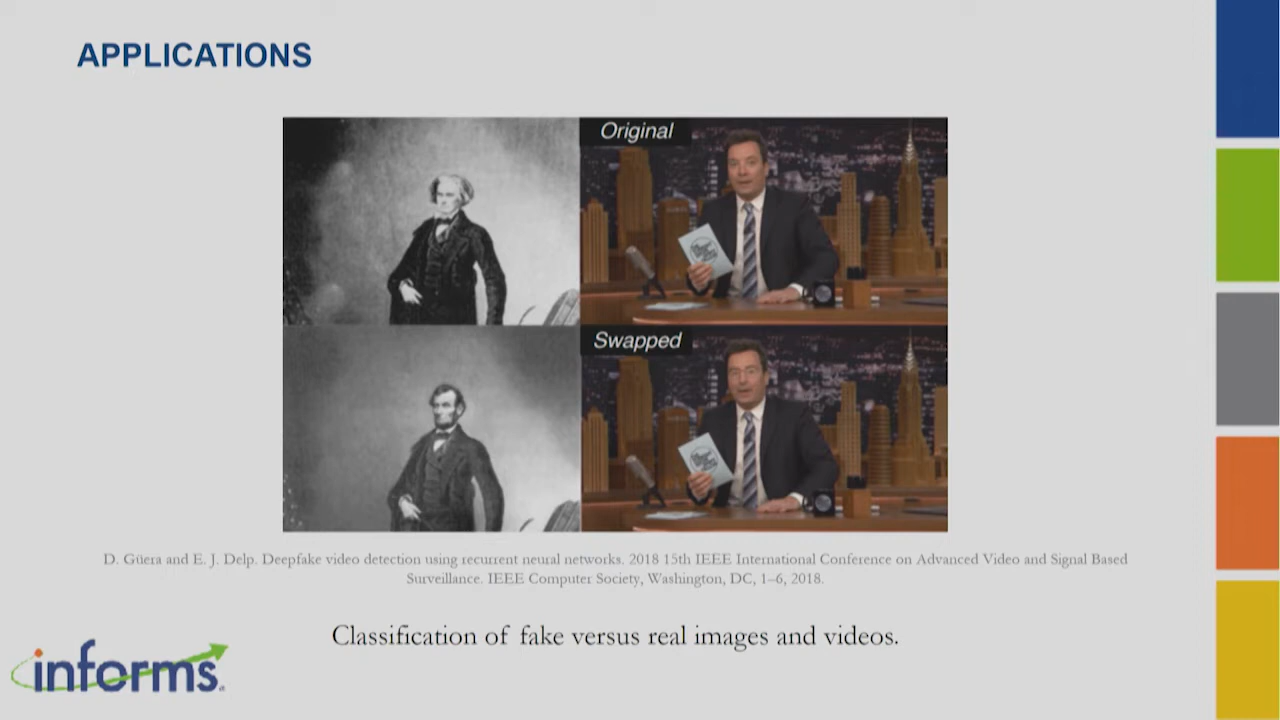 APPLICATIONS
Original
Swapped
D. Güera and E. J. Delp. Deepfake video detection using recurrent neural networks. 2018 15th IEEE International Conference on Advanced Video and Signal Based
Surveillance. IEEE Computer Society, Washington, DC, 1–6, 2018.
Classification of fake versus real images and videos.
informs